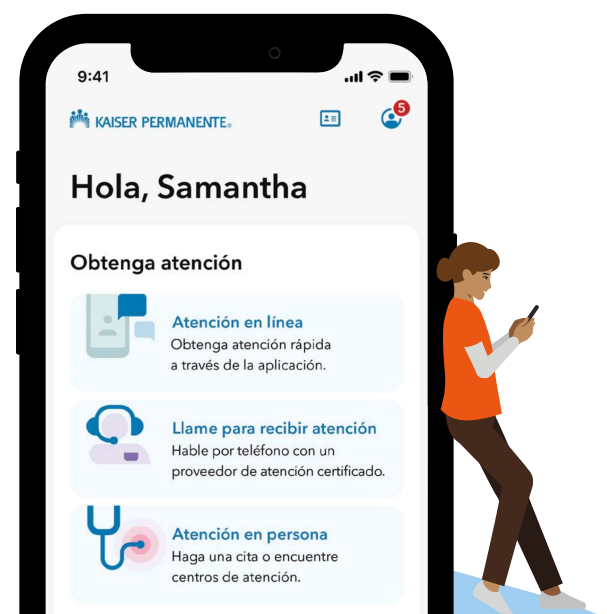 9:41
KAISER PERMANENTE®
5
Hola, Samantha
Obtenga atención
Atención en línea
Obtenga atención rápida
a través de la aplicación.
Llame para recibir atención
Hable por teléfono con un
proveedor de atención certificado.
Atención en persona
Haga una cita o encuentre
centros de atención.